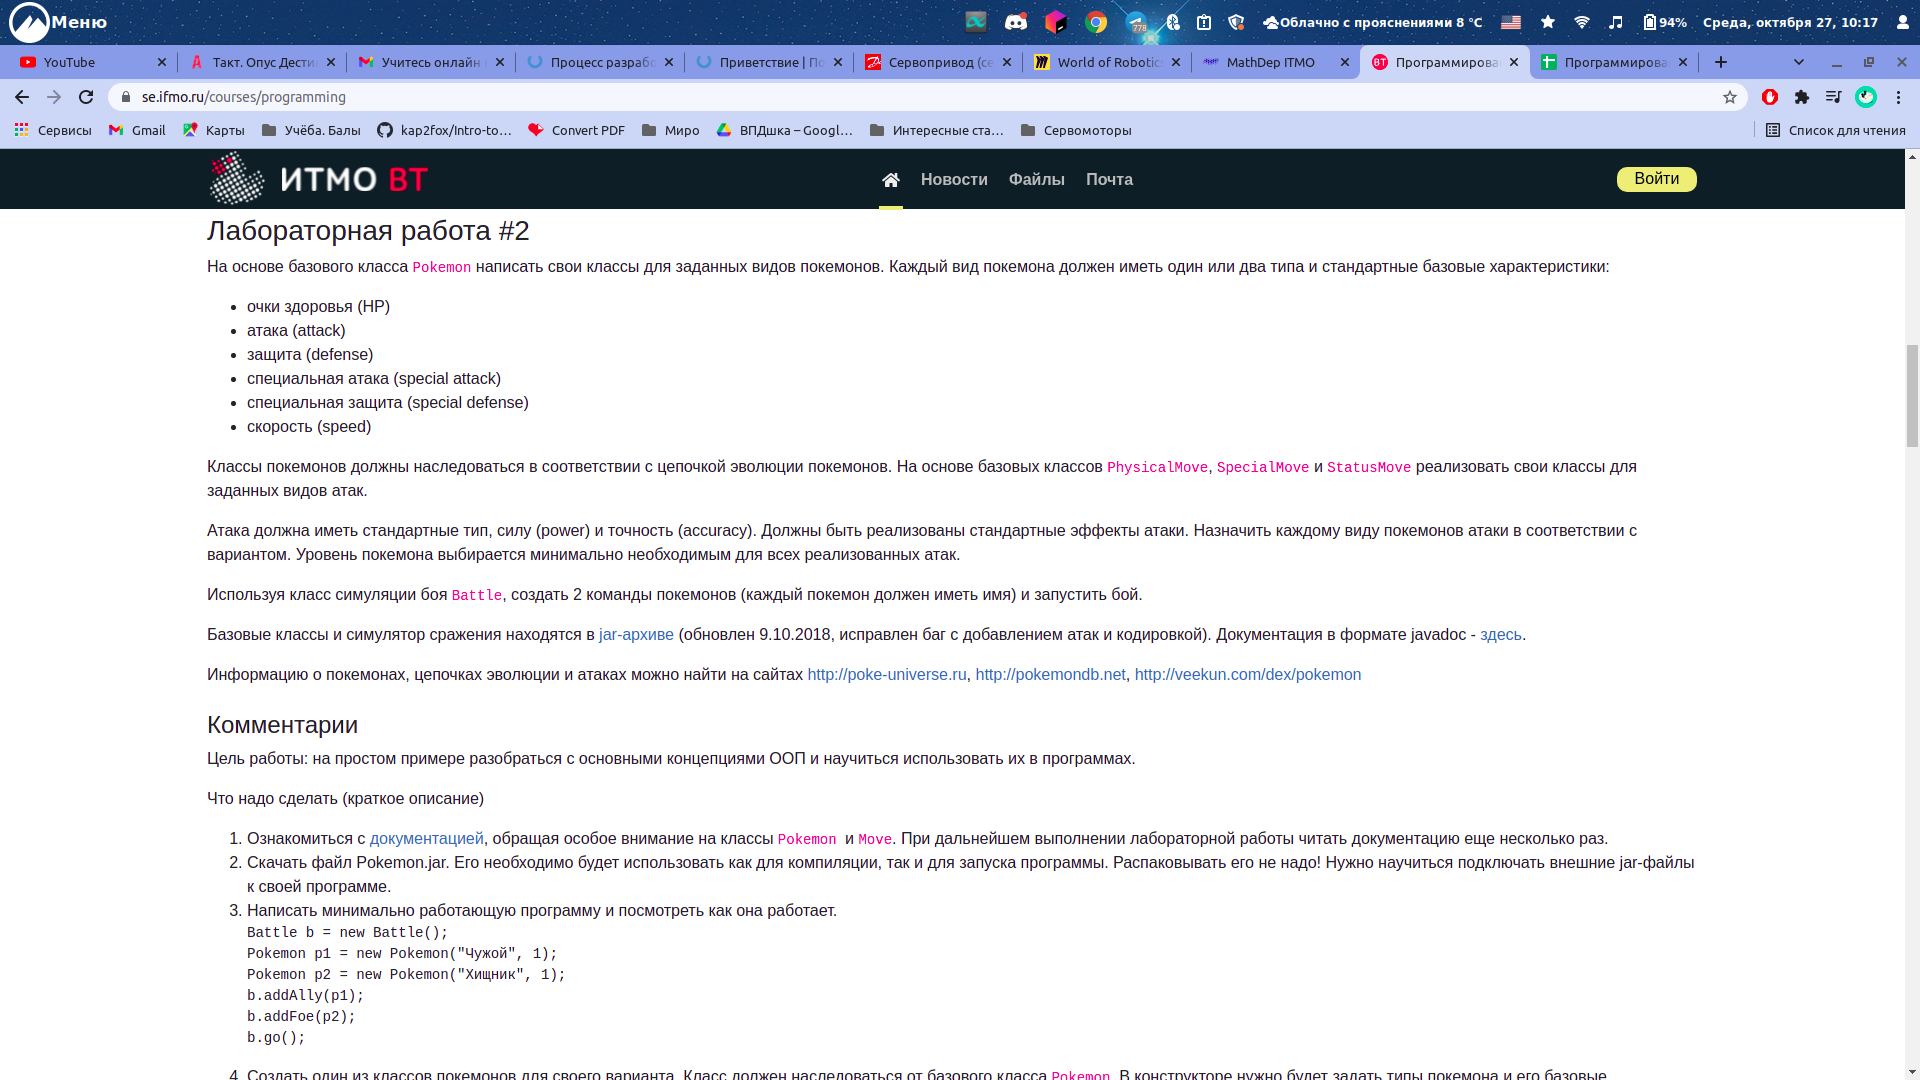 Меню
778
Облачно с прояснениями 8 °C
94%
Среда, октября 27, 10:17
YouTube
Такт. Опус Дести
Учитесь онлайн
Процесс разрабо
Приветствие | По
Сервопривод (се
World of Robotics
MathDep ITMO
Программирова
Программирова
se.ifmo.ru/courses/programming
Сервисы
Gmail
Карты
Учёба. Балы
kap2fox/Intro-to...
Convert PDF
Миро
ВПДшка – Googl...
Интересные ста...
Сервомоторы
Список для чтения
ИТМО ВТ
Новости
Файлы
Почта
Войти
Лабораторная работа #2
На основе базового класса Pokemon написать свои классы для заданных видов покемонов. Каждый вид покемона должен иметь один или два типа и стандартные базовые характеристики:
• очки здоровья (HP)
• атака (attack)
• защита (defense)
• специальная атака (special attack)
• специальная защита (special defense)
• скорость (speed)
Классы покемонов должны наследоваться в соответствии с цепочкой эволюции покемонов. На основе базовых классов PhysicalMove, SpecialMove и StatusMove реализовать свои классы для
заданных видов атак.
Атака должна иметь стандартные тип, силу (power) и точность (accuracy). Должны быть реализованы стандартные эффекты атаки. Назначить каждому виду покемонов атаки в соответствии с
вариантом. Уровень покемона выбирается минимально необходимым для всех реализованных атак.
Используя класс симуляции боя Battle, создать 2 команды покемонов (каждый покемон должен иметь имя) и запустить бой.
Базовые классы и симулятор сражения находятся в jar-архиве (обновлен 9.10.2018, исправлен баг с добавлением атак и кодировкой). Документация в формате javadoc - здесь.
Информацию о покемонах, цепочках эволюции и атаках можно найти на сайтах http://poke-universe.ru, http://pokemondb.net, http://veekun.com/dex/pokemon
Комментарии
Цель работы: на простом примере разобраться с основными концепциями ООП и научиться использовать их в программах.
Что надо сделать (краткое описание)
1. Ознакомиться с документацией, обращая особое внимание на классы Pokemon и Move. При дальнейшем выполнении лабораторной работы читать документацию еще несколько раз.
2. Скачать файл Pokemon.jar. Его необходимо будет использовать как для компиляции, так и для запуска программы. Распаковывать его не надо! Нужно научиться подключать внешние jar-файлы
к своей программе.
3. Написать минимально работающую программу и посмотреть как она работает.
Battle b = new Battle();
Pokemon p1 = new Pokemon("Чужой", 1);
Pokemon p2 = new Pokemon("Хищник", 1);
b.addAlly(p1);
b.addFoe(p2);
b.go();
4. Создать один из классов покемонов для своего варианта. Класс должен наследоваться от базового класса Pokemon. В конструкторе нужно будет задать типы покемона и его базовые